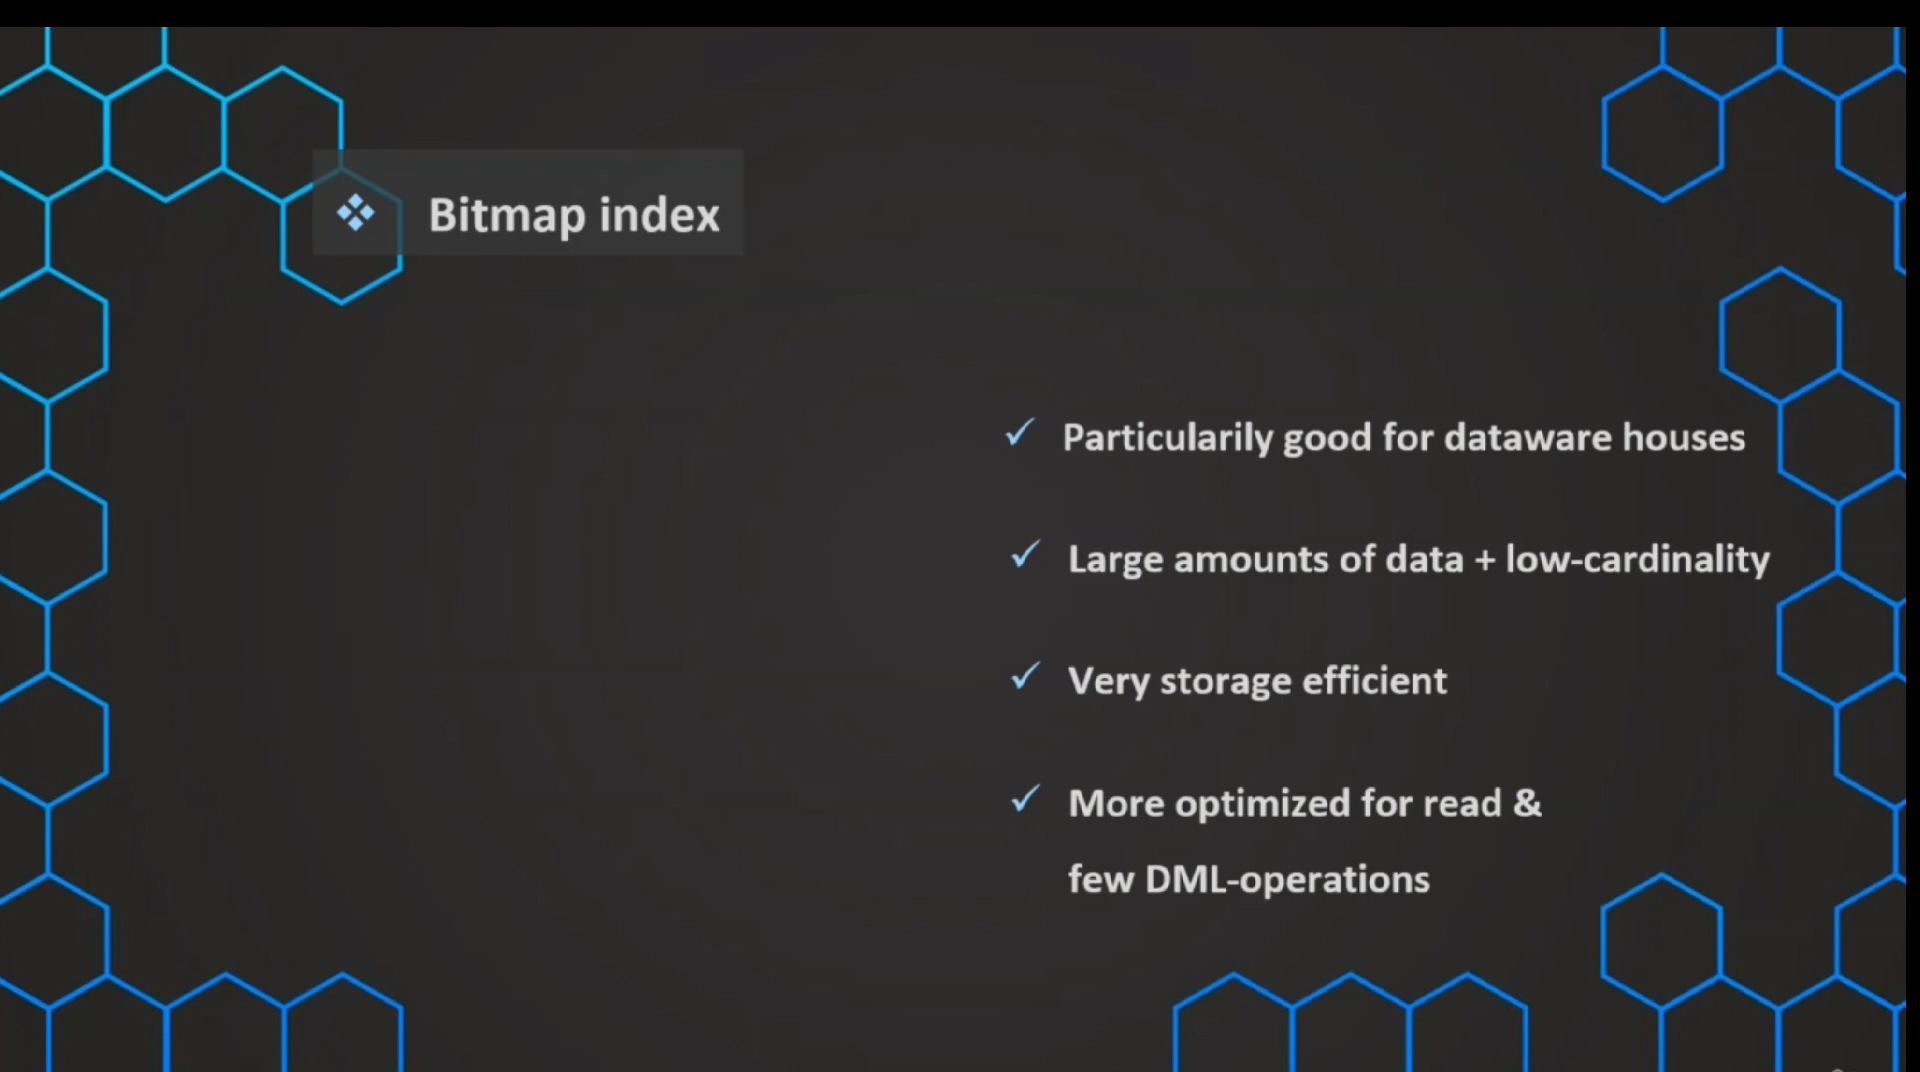 Bitmap index
Particularily good for dataware houses
Large amounts of data + low-cardinality
Very storage efficient
More optimized for read &
few DML-operations